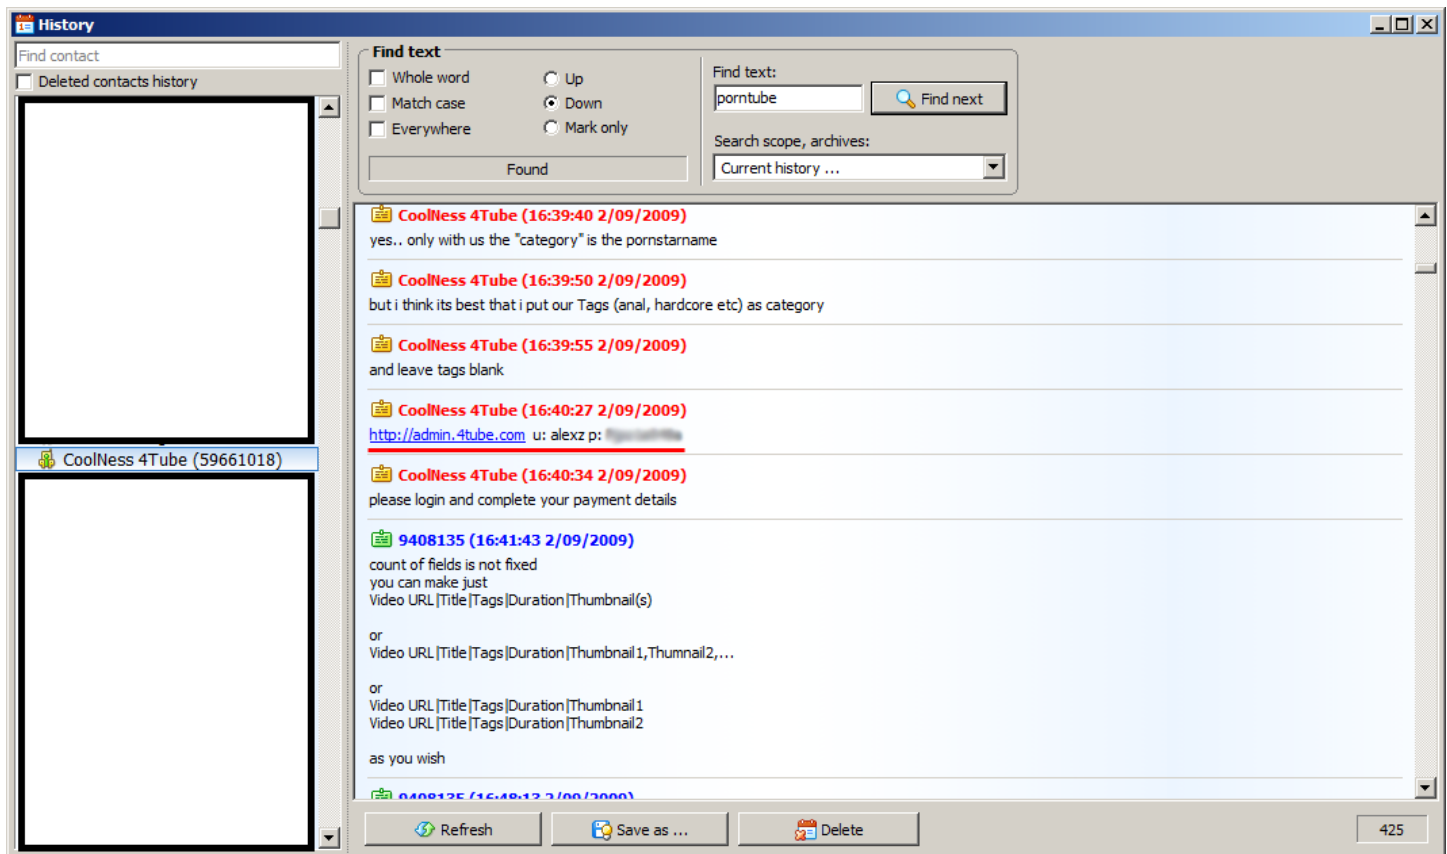 History
Find contact
Deleted contacts history
CoolNess 4Tube (59661018)
Find text
Whole word
Match case
Everywhere
Up
Down
Mark only
Found
Find text:
porntube
Find next
Search scope, archives:
Current history ...
CoolNess 4Tube (16:39:40 2/09/2009)
yes.. only with us the "category" is the pornstarname
CoolNess 4Tube (16:39:50 2/09/2009)
but i think its best that i put our Tags (anal, hardcore etc) as category
CoolNess 4Tube (16:39:55 2/09/2009)
and leave tags blank
CoolNess 4Tube (16:40:27 2/09/2009)
http://admin.4tube.com u: alexz p:
CoolNess 4Tube (16:40:34 2/09/2009)
please login and complete your payment details
9408135 (16:41:43 2/09/2009)
count of fields is not fixed
you can make just
Video URL|Title|Tags|Duration|Thumbnail(s)
or
Video URL|Title|Tags|Duration|Thumbnail1,Thumnail2,...
or
Video URL|Title|Tags|Duration|Thumbnail1
Video URL|Title|Tags|Duration|Thumbnail2
as you wish
9408135 (16:48:13 2/09/2009)
Refresh
Save as ...
Delete
425